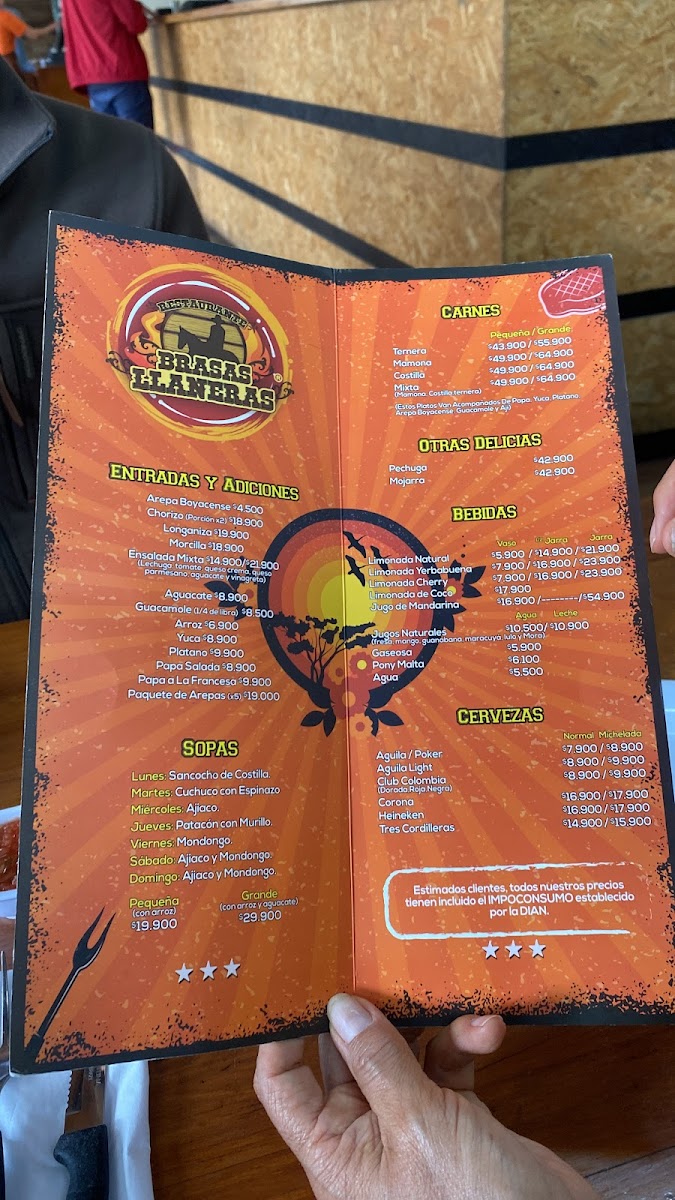 RESTAURANTE
BRASAS
LLANERAS®
ENTRADAS Y ADICIONES
Arepa Boyacense $4.500
Chorizo (Porción x2) $18.900
Longaniza $19.900
Morcilla $18.900
Ensalada Mixta $14.900/$21.900
(Lechuga, tomate, queso crema, queso
parmesano, aguacate y vinagreta)
Aguacate $8.900
Guacamole (1/4 de libra) $8.500
Arroz $6.900
Yuca $8.900
Platano $9.900
Papa Salada $8.900
Papa a La Francesa $9.900
Paquete de Arepas (x5) $19.000
SOPAS
Lunes: Sancocho de Costilla.
Martes: Cuchuco con Espinazo
Miércoles: Ajiaco.
Jueves: Patacón con Murillo.
Viernes: Mondongo.
Sábado: Ajiaco y Mondongo.
Domingo: Ajiaco y Mondongo.
Pequeña Grande
(con arroz) (con arroz y aguacate)
$19.900 $29.900
CARNES
Pequeña / Grande
Ternera $43.900 / $55.900
Mamona $49.900 / $64.900
Costilla $49.900 / $64.900
Mixta $49.900 / $64.900
(Mamona, Costilla, ternera)
(Estos Platos Van Acompañados De Papa, Yuca, Platano,
Arepa Boyacense, Guacamole y Aji)
OTRAS DELICIAS
Pechuga $42.900
Mojarra $42.900
BEBIDAS
Vaso 1/2 Jarra Jarra
Limonada Natural $5.900 / $14.900 / $21.900
Limonada Yerbabuena $7.900 / $16.900 / $23.900
Limonada Cherry $7.900 / $16.900 / $23.900
Limonada de Coco $17.900
Jugo de Mandarina $16.900 /--------/$54.900
Agua Leche
Jugos Naturales $10.500/ $10.900
(fresa, mango, guanabana, maracuya, lulo y Mora)
Gaseosa $5.900
Pony Malta $6.100
Agua $5.500
CERVEZAS
Normal Michelada
Aguila / Poker $7.900 / $8.900
Aguila Light $8.900 / $9.900
Club Colombia $8.900 / $9.900
(Dorada, Roja, Negra)
Corona $16.900 / $17.900
Heineken $16.900 / $17.900
Tres Cordilleras $14.900 / $15.900
Estimados clientes, todos nuestros precios
tienen incluido el IMPOCONSUMO establecido
por la DIAN.